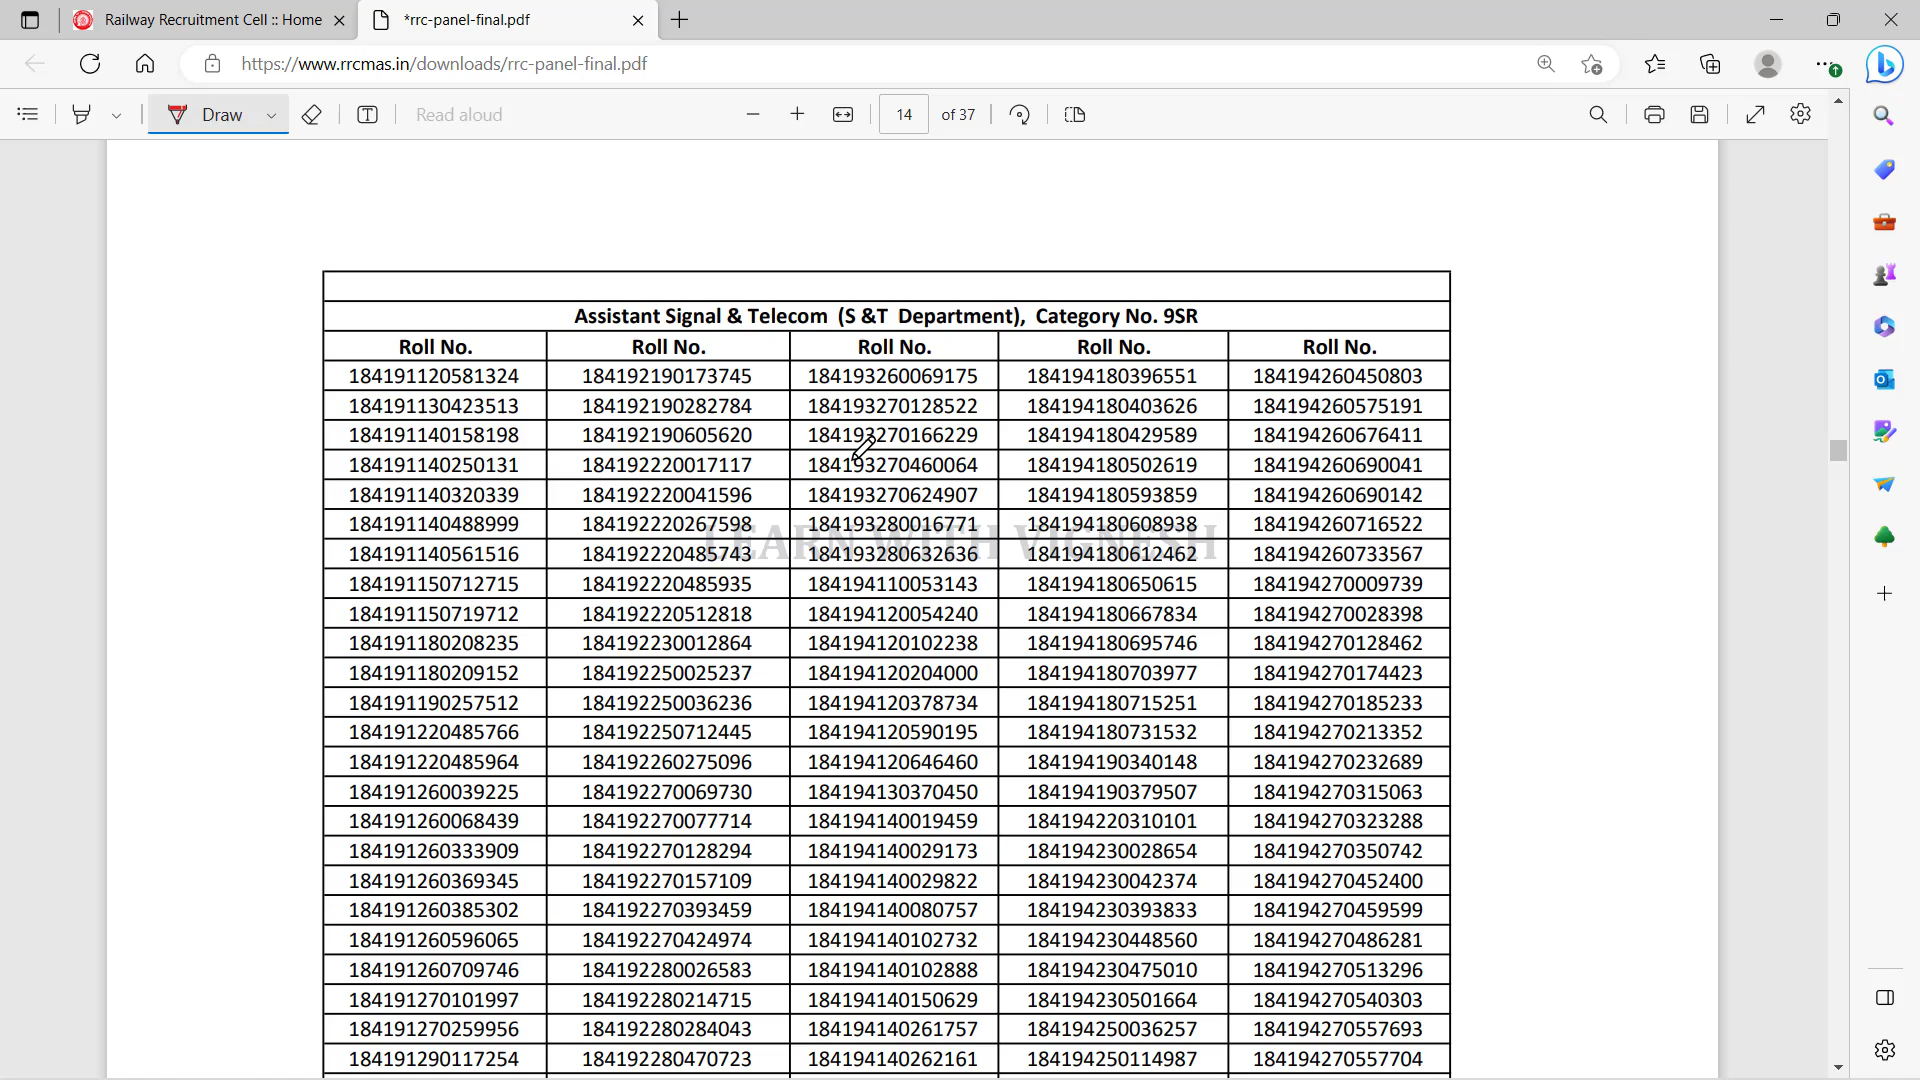 Railway Recruitment Cell :: Home
*rrc-panel-final.pdf
https://www.rrcmas.in/downloads/rrc-panel-final.pdf
Draw
Read aloud
14 of 37
Assistant Signal & Telecom (S &T Department), Category No. 9SR
Roll No. Roll No. Roll No. Roll No. Roll No.
184191120581324 184192190173745 184193260069175 184194180396551 184194260450803
184191130423513 184192190282784 184193270128522 184194180403626 184194260575191
184191140158198 184192190605620 184193270166229 184194180429589 184194260676411
184191140250131 184192220017117 184193270460064 184194180502619 184194260690041
184191140320339 184192220041596 184193270624907 184194180593859 184194260690142
184191140488999 184192220267598 184193280016771 184194180608938 184194260716522
LEARN WITH VIGNESH
184191140561516 184192220485743 184193280632636 184194180612462 184194260733567
184191150712715 184192220485935 184194110053143 184194180650615 184194270009739
184191150719712 184192220512818 184194120054240 184194180667834 184194270028398
184191180208235 184192230012864 184194120102238 184194180695746 184194270128462
184191180209152 184192250025237 184194120204000 184194180703977 184194270174423
184191190257512 184192250036236 184194120378734 184194180715251 184194270185233
184191220485766 184192250712445 184194120590195 184194180731532 184194270213352
184191220485964 184192260275096 184194120646460 184194190340148 184194270232689
184191260039225 184192270069730 184194130370450 184194190379507 184194270315063
184191260068439 184192270077714 184194140019459 184194220310101 184194270323288
184191260333909 184192270128294 184194140029173 184194230028654 184194270350742
184191260369345 184192270157109 184194140029822 184194230042374 184194270452400
184191260385302 184192270393459 184194140080757 184194230393833 184194270459599
184191260596065 184192270424974 184194140102732 184194230448560 184194270486281
184191260709746 184192280026583 184194140102888 184194230475010 184194270513296
184191270101997 184192280214715 184194140150629 184194230501664 184194270540303
184191270259956 184192280284043 184194140261757 184194250036257 184194270557693
184191290117254 184192280470723 184194140262161 184194250114987 184194270557704